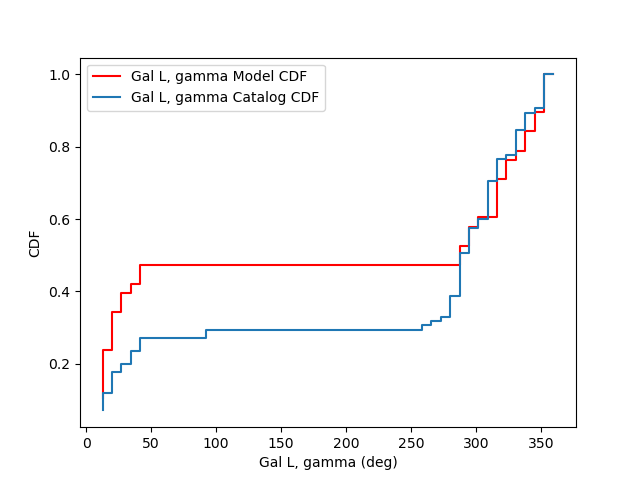 Gal L, gamma Model CDF
Gal L, gamma Catalog CDF
1.0
0.8
0.6
0.4
0.2
CDF
0 50 100 150 200 250 300 350
Gal L, gamma (deg)